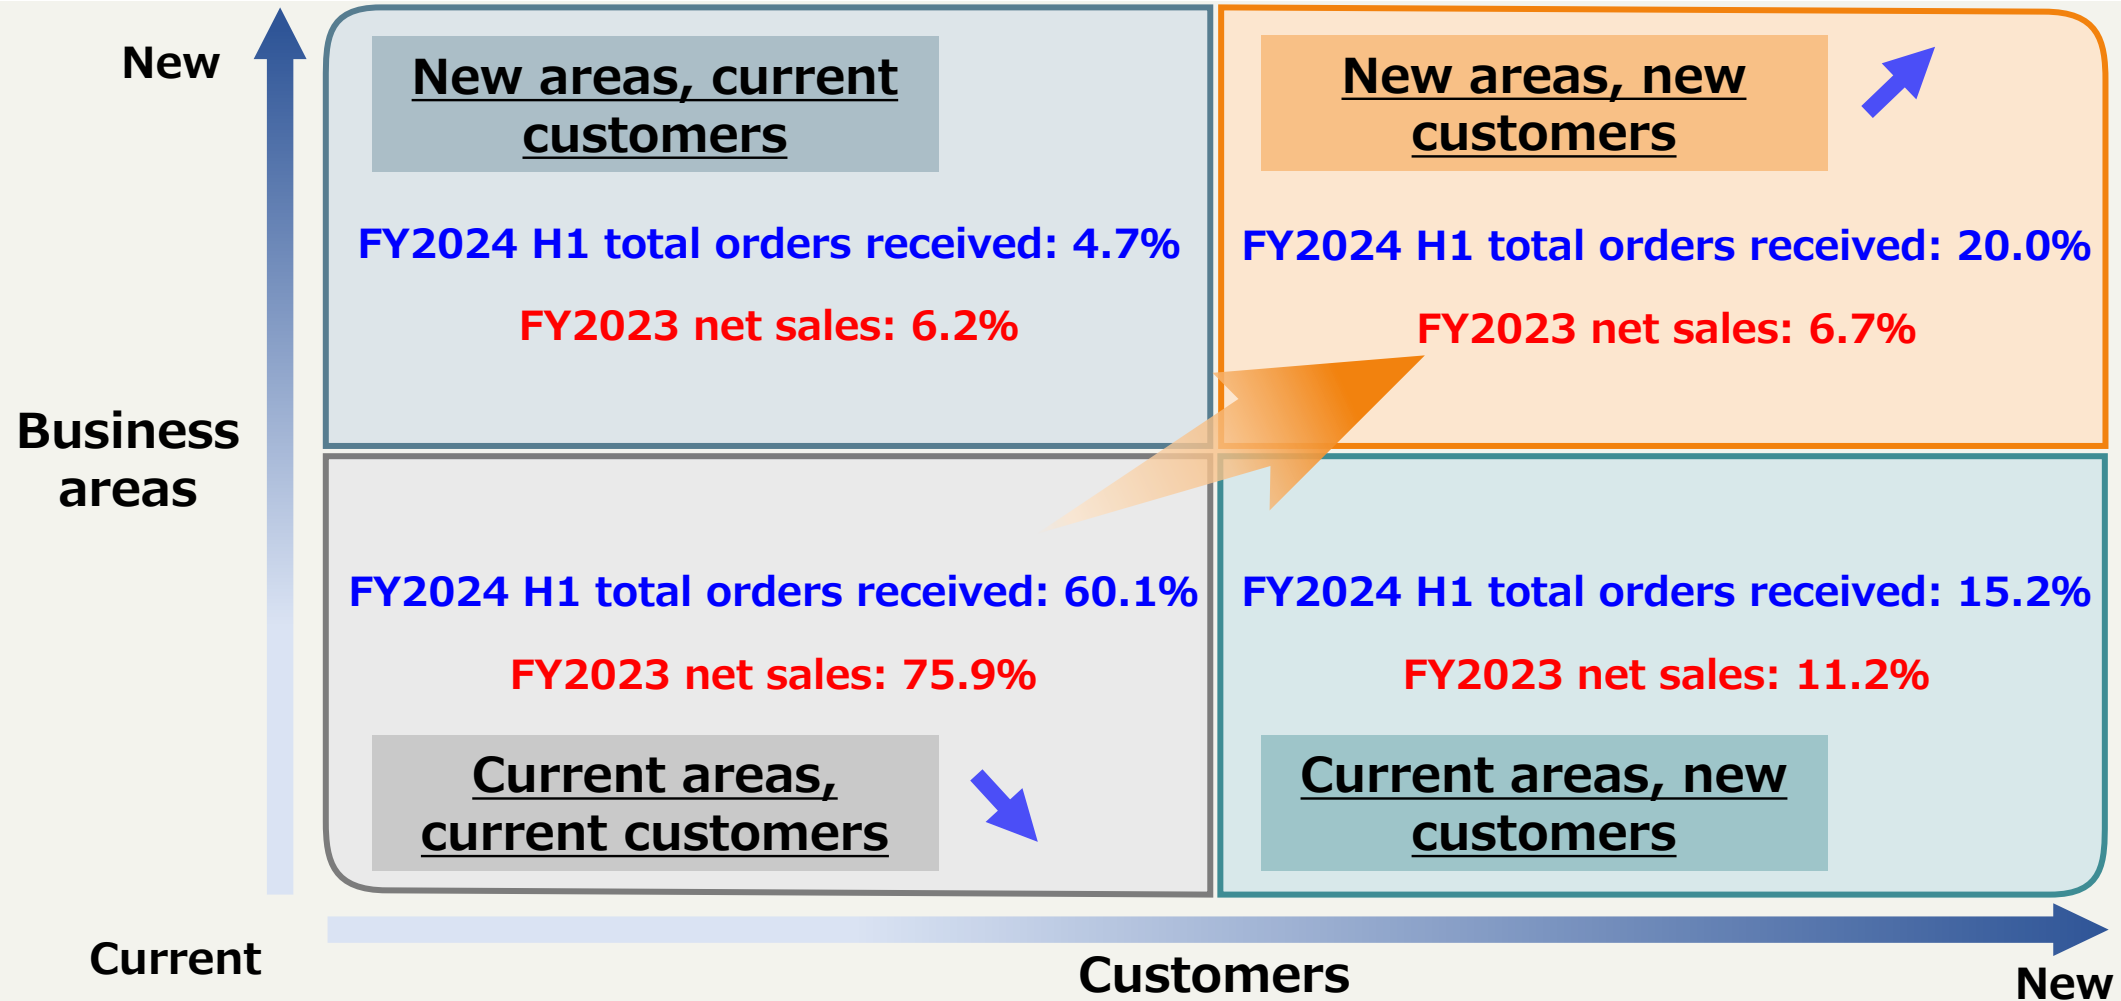 New
New areas, current
customers
FY2024 H1 total orders received: 4.7%
FY2023 net sales: 6.2%
New areas, new
customers
FY2024 H1 total orders received: 20.0%
FY2023 net sales: 6.7%
Business
areas
FY2024 H1 total orders received: 60.1%
FY2023 net sales: 75.9%
Current areas,
current customers
FY2024 H1 total orders received: 15.2%
FY2023 net sales: 11.2%
Current areas, new
customers
Current
Customers
New